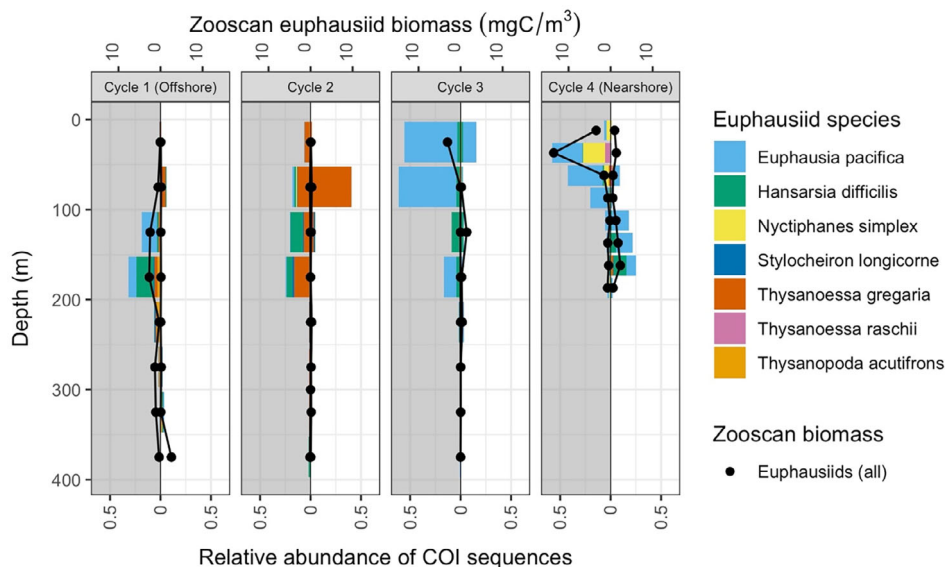 Zooscan euphausiid biomass (mgC/m³)
10 0 10 10 0 10 10 0 10 10 0 10
Cycle 1 (Offshore) Cycle 2 Cycle 3 Cycle 4 (Nearshore)
0
100
200
300
400
Depth (m)
0.5 0 0.5 0.5 0 0.5 0.5 0 0.5 0.5 0 0.5
Relative abundance of COI sequences
Euphausiid species
Euphausia pacifica
Hansarsia difficilis
Nyctiphanes simplex
Stylocheiron longicorne
Thysanoessa gregaria
Thysanoessa raschii
Thysanopoda acutifrons
Zooscan biomass
Euphausiids (all)